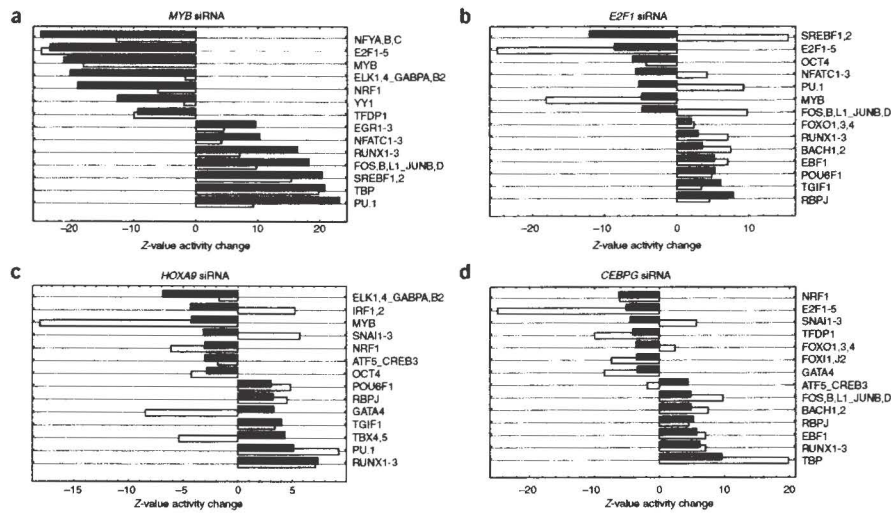 a
MYB siRNA
NFYA,B,C
E2F1-5
MYB
ELK1,4_GABPA,B2
NRF1
YY1
TFDP1
EGR1-3
NFATC1-3
RUNX1-3
FOS,B,L1_JUNB,D
SREBF1,2
TBP
PU.1
−20 −10 0 10 20
Z-value activity change
b
E2F1 siRNA
SREBF1,2
E2F1-5
OCT4
NFATC1-3
PU.1
MYB
FOS,B,L1_JUNB,D
FOXO1,3,4
RUNX1-3
BACH1,2
EBF1
POU6F1
TGIF1
RBPJ
−20 −10 0 10
Z-value activity change
c
HOXA9 siRNA
ELK1,4_GABPA,B2
IRF1,2
MYB
SNAI1-3
NRF1
ATF5_CREB3
OCT4
POU6F1
RBPJ
GATA4
TGIF1
TBX4,5
PU.1
RUNX1-3
−15 −10 −5 0 5
Z-value activity change
d
CEBPG siRNA
NRF1
E2F1-5
SNAI1-3
TFDP1
FOXO1,3,4
FOXI1,J2
GATA4
ATF5_CREB3
FOS,B,L1_JUNB,D
BACH1,2
RBPJ
EBF1
RUNX1-3
TBP
−20 −10 0 10 20
Z-value activity change